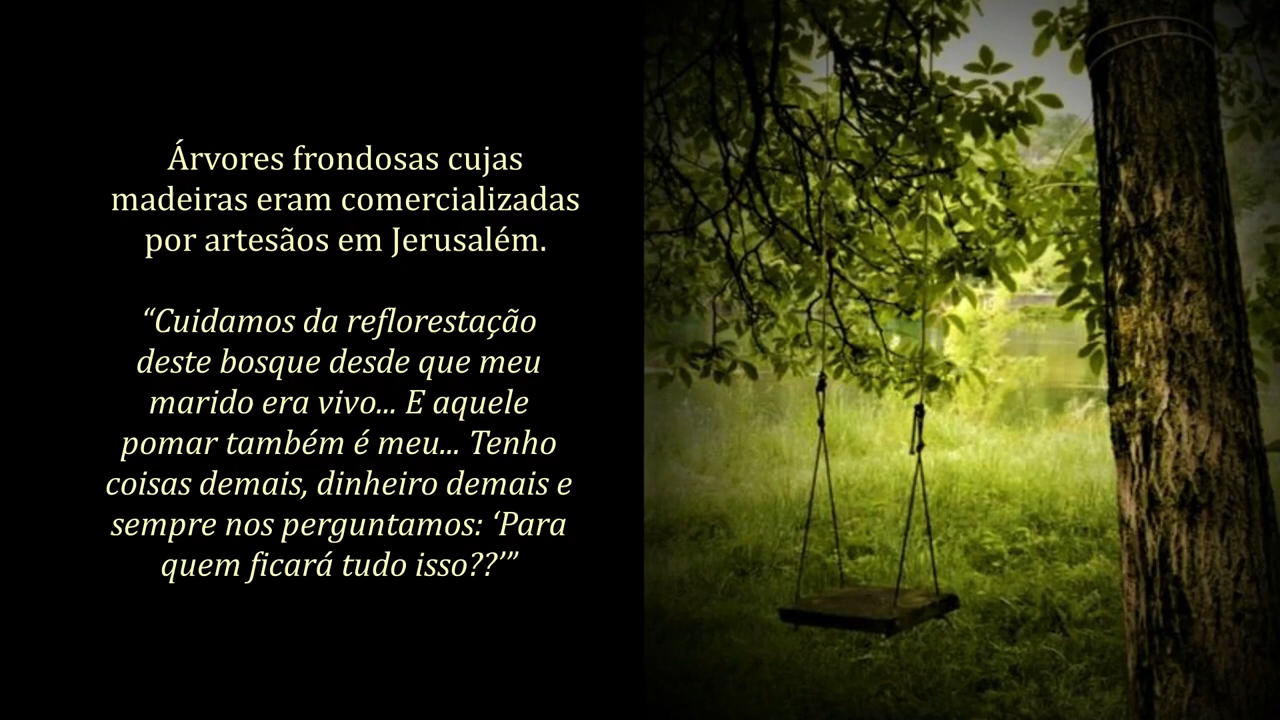 Árvores frondosas cujas
madeiras eram comercializadas
por artesãos em Jerusalém.
“Cuidamos da reflorestação
deste bosque desde que meu
marido era vivo... E aquele
pomar também é meu... Tenho
coisas demais, dinheiro demais e
sempre nos perguntamos: ‘Para
quem ficará tudo isso??’”